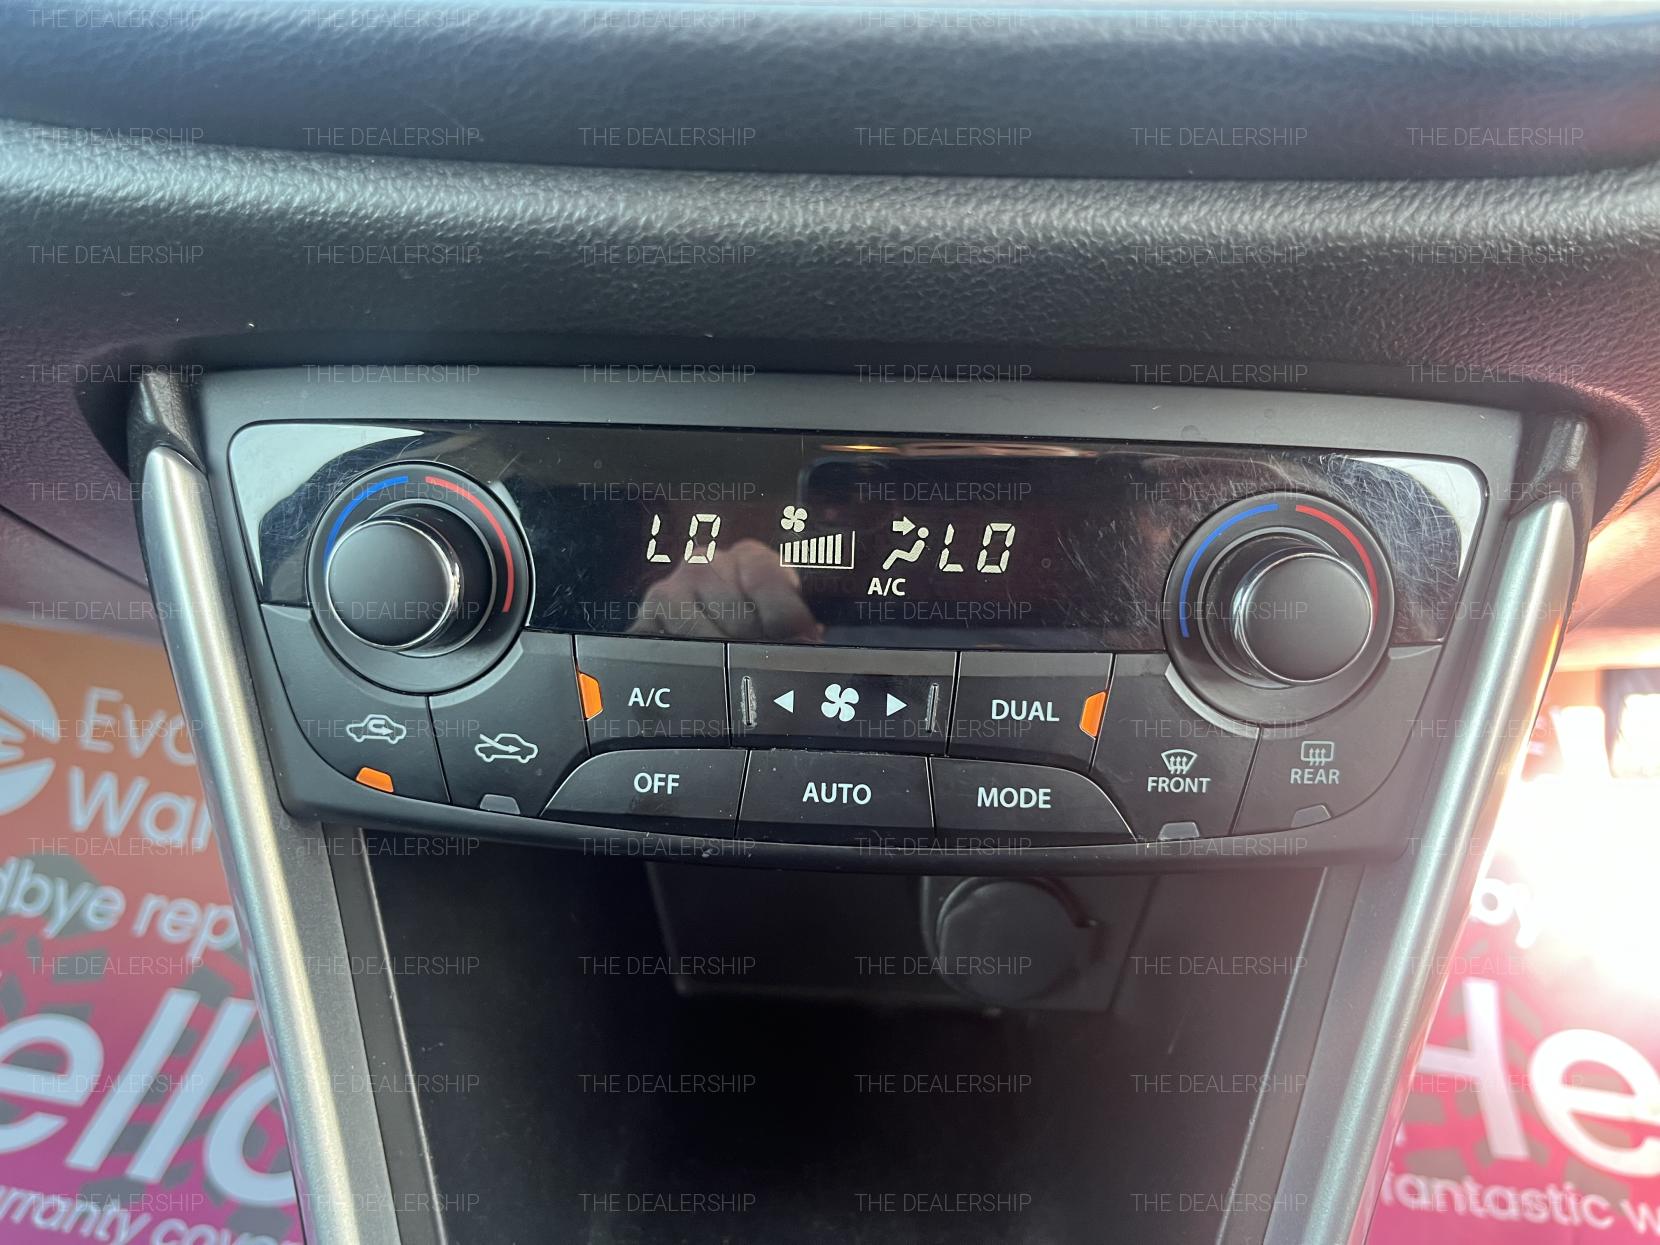 LO LO
A/C
A/C
DUAL
OFF
AUTO
MODE
FRONT
REAR
THE DEALERSHIP